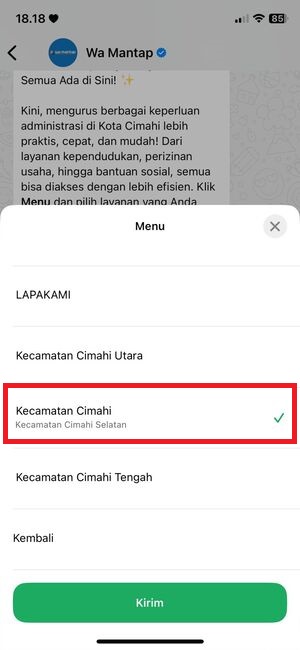 18.18
85
WA MANTAP
Wa Mantap
Semua Ada di Sini! ✨
Kini, mengurus berbagai keperluan
administrasi di Kota Cimahi lebih
praktis, cepat, dan mudah! Dari
layanan kependudukan, perizinan
usaha, hingga bantuan sosial, semua
bisa diakses dengan lebih efisien. Klik
Menu dan pilih layanan yang Anda
Menu
LAPAKAMI
Kecamatan Cimahi Utara
Kecamatan Cimahi
Kecamatan Cimahi Selatan
Kecamatan Cimahi Tengah
Kembali
Kirim